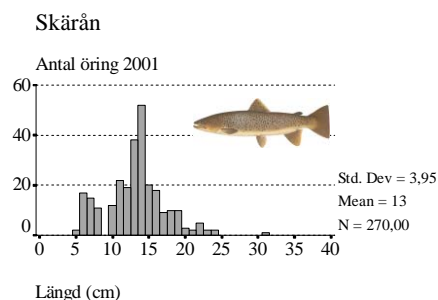 Skärån
Antal öring 2001
60
40
20
0
Std. Dev = 3,95
Mean = 13
N = 270,00
0 5 10 15 20 25 30 35 40
Längd (cm)